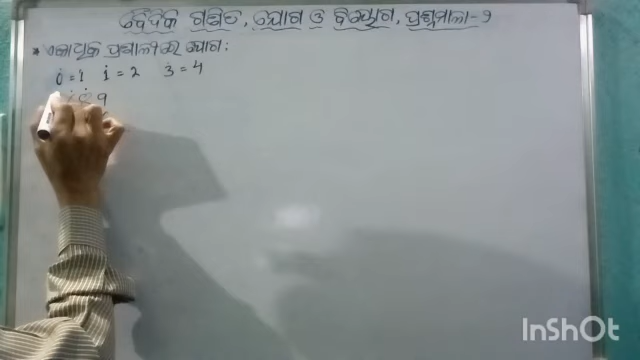 ବୈଦିକ ଗଣିତ, ଯୋଗ ଓ ବିୟୋଗ, ପ୍ରଶ୍ନମାଳା-୨
* ଏକାଧିକ ପ୍ରଣାଳୀରେ ଯୋଗ:
0̇ = 1 1̇ = 2 3̇ = 4
InShOt